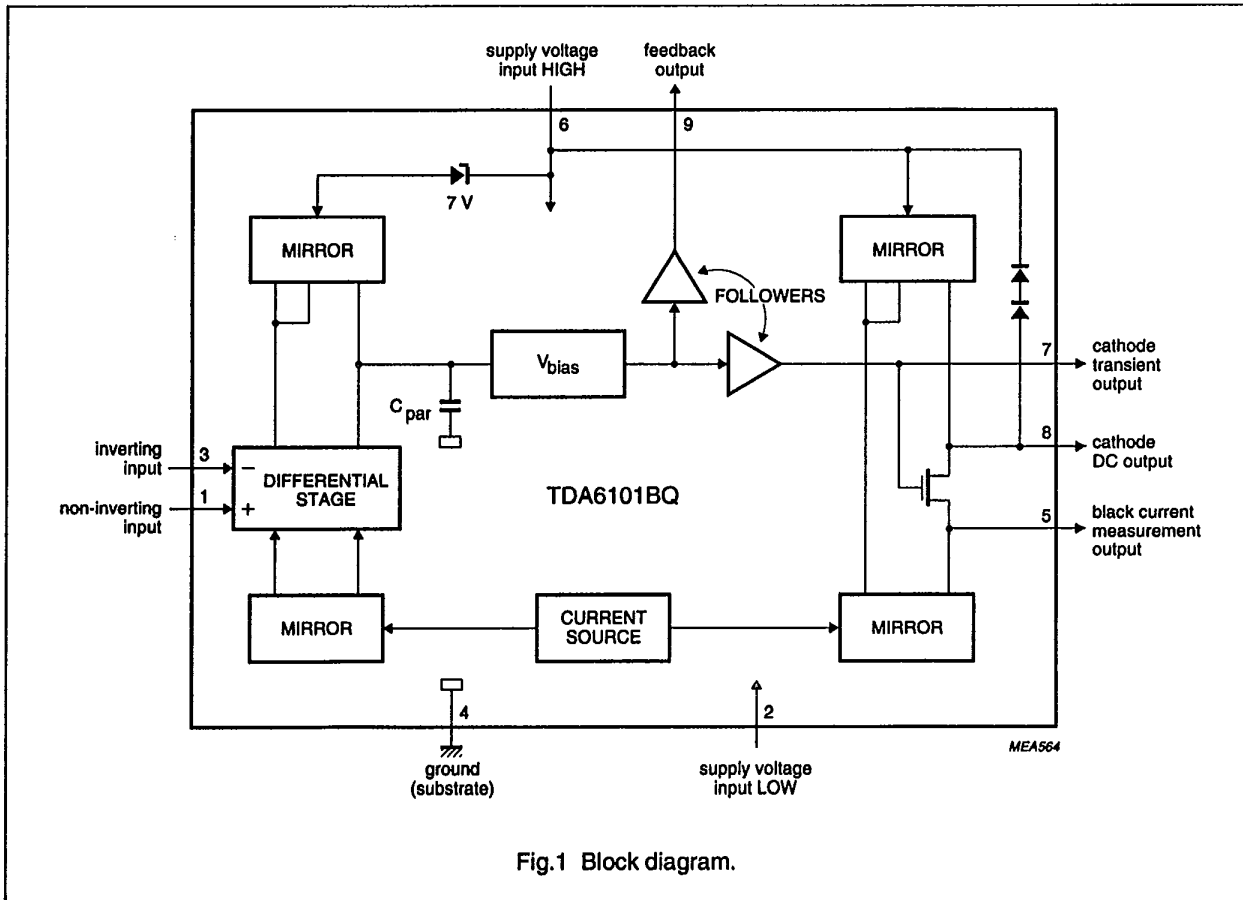 supply voltage
input HIGH
feedback
output
6
9
7 V
MIRROR
MIRROR
FOLLOWERS
Vbias
Cpar
7
cathode
transient
output
8
cathode
DC output
inverting
input
3
−
DIFFERENTIAL
STAGE
non-inverting
input
1
+
TDA6101BQ
5
black current
measurement
output
MIRROR
CURRENT
SOURCE
MIRROR
4
2
MEA564
ground
(substrate)
supply voltage
input LOW
Fig.1 Block diagram.